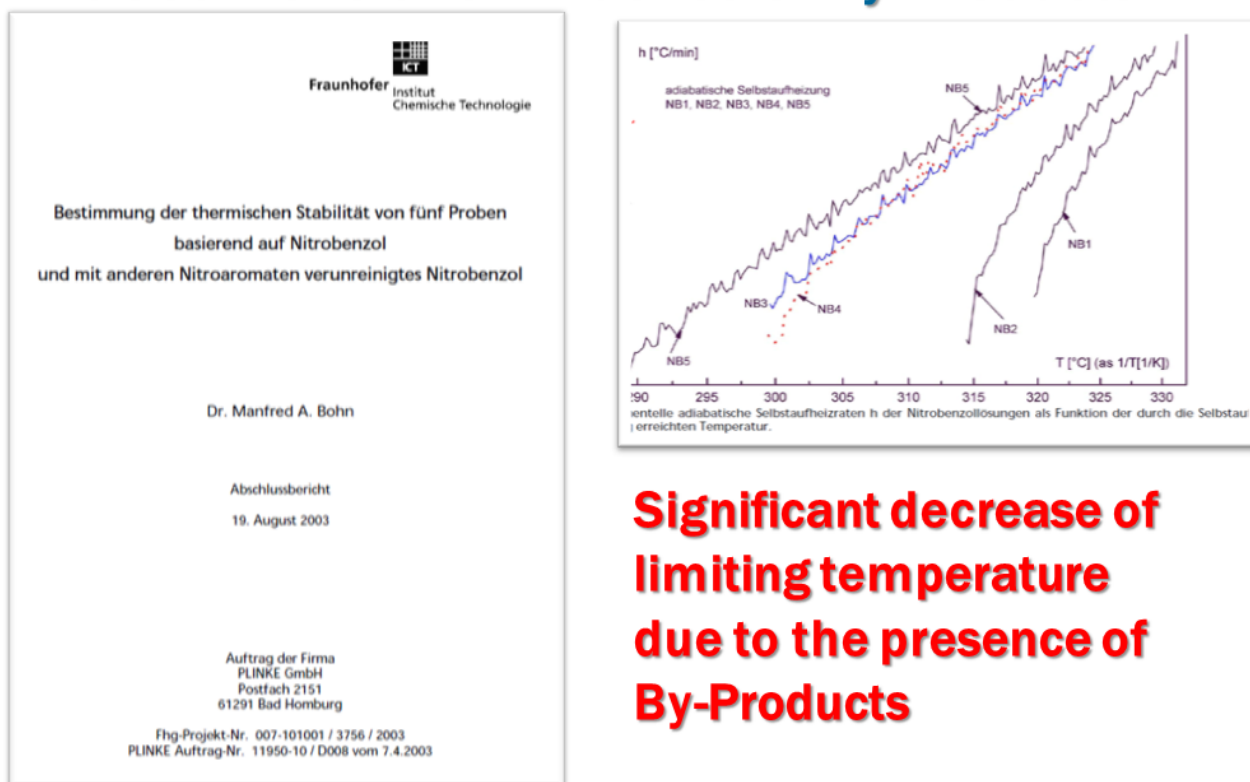 Fraunhofer
ICT
Institut
Chemische Technologie
Bestimmung der thermischen Stabilität von fünf Proben
basierend auf Nitrobenzol
und mit anderen Nitroaromaten verunreinigtes Nitrobenzol
Dr. Manfred A. Bohn
Abschlussbericht
19. August 2003
Auftrag der Firma
PLINKE GmbH
Postfach 2151
61291 Bad Homburg
Fhg-Projekt-Nr. 007-101001 / 3756 / 2003
PLINKE Auftrag-Nr. 11950-10 / D008 vom 7.4.2003
h [°C/min]
adiabatische Selbstaufheizung
NB1, NB2, NB3, NB4, NB5
NB5
NB1
NB3
NB4
NB2
NB5
T [°C] (as 1/T[1/K])
290 295 300 305 310 315 320 325 330
adiabatische Selbstaufheizraten h der Nitrobenzollösungen als Funktion der durch die
erreichten Temperatur.
Significant decrease of
limiting temperature
due to the presence of
By-Products